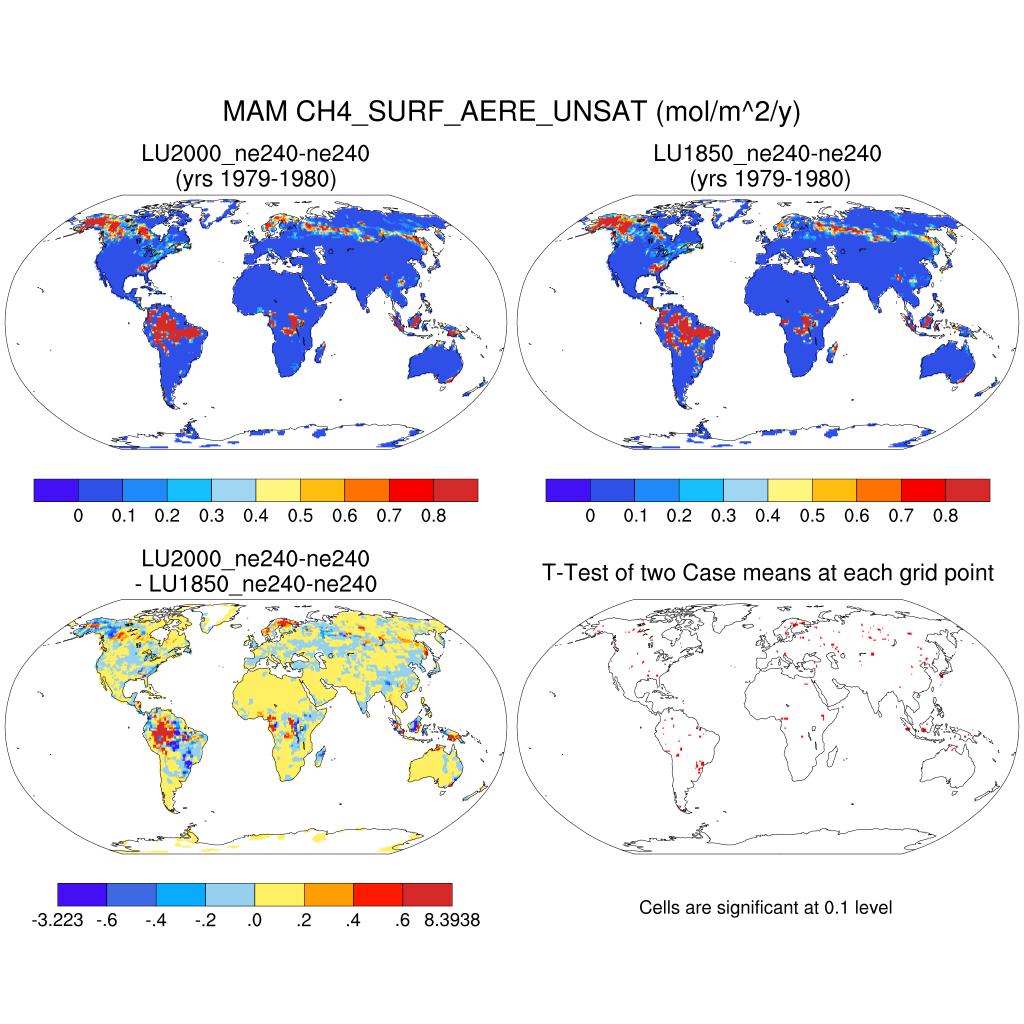 MAM CH4_SURF_AERE_UNSAT (mol/m^2/y)
LU2000_ne240-ne240
(yrs 1979-1980)
LU1850_ne240-ne240
(yrs 1979-1980)
0 0.1 0.2 0.3 0.4 0.5 0.6 0.7 0.8
0 0.1 0.2 0.3 0.4 0.5 0.6 0.7 0.8
LU2000_ne240-ne240
- LU1850_ne240-ne240
T-Test of two Case means at each grid point
-3.223 -.6 -.4 -.2 .0 .2 .4 .6 8.3938
Cells are significant at 0.1 level